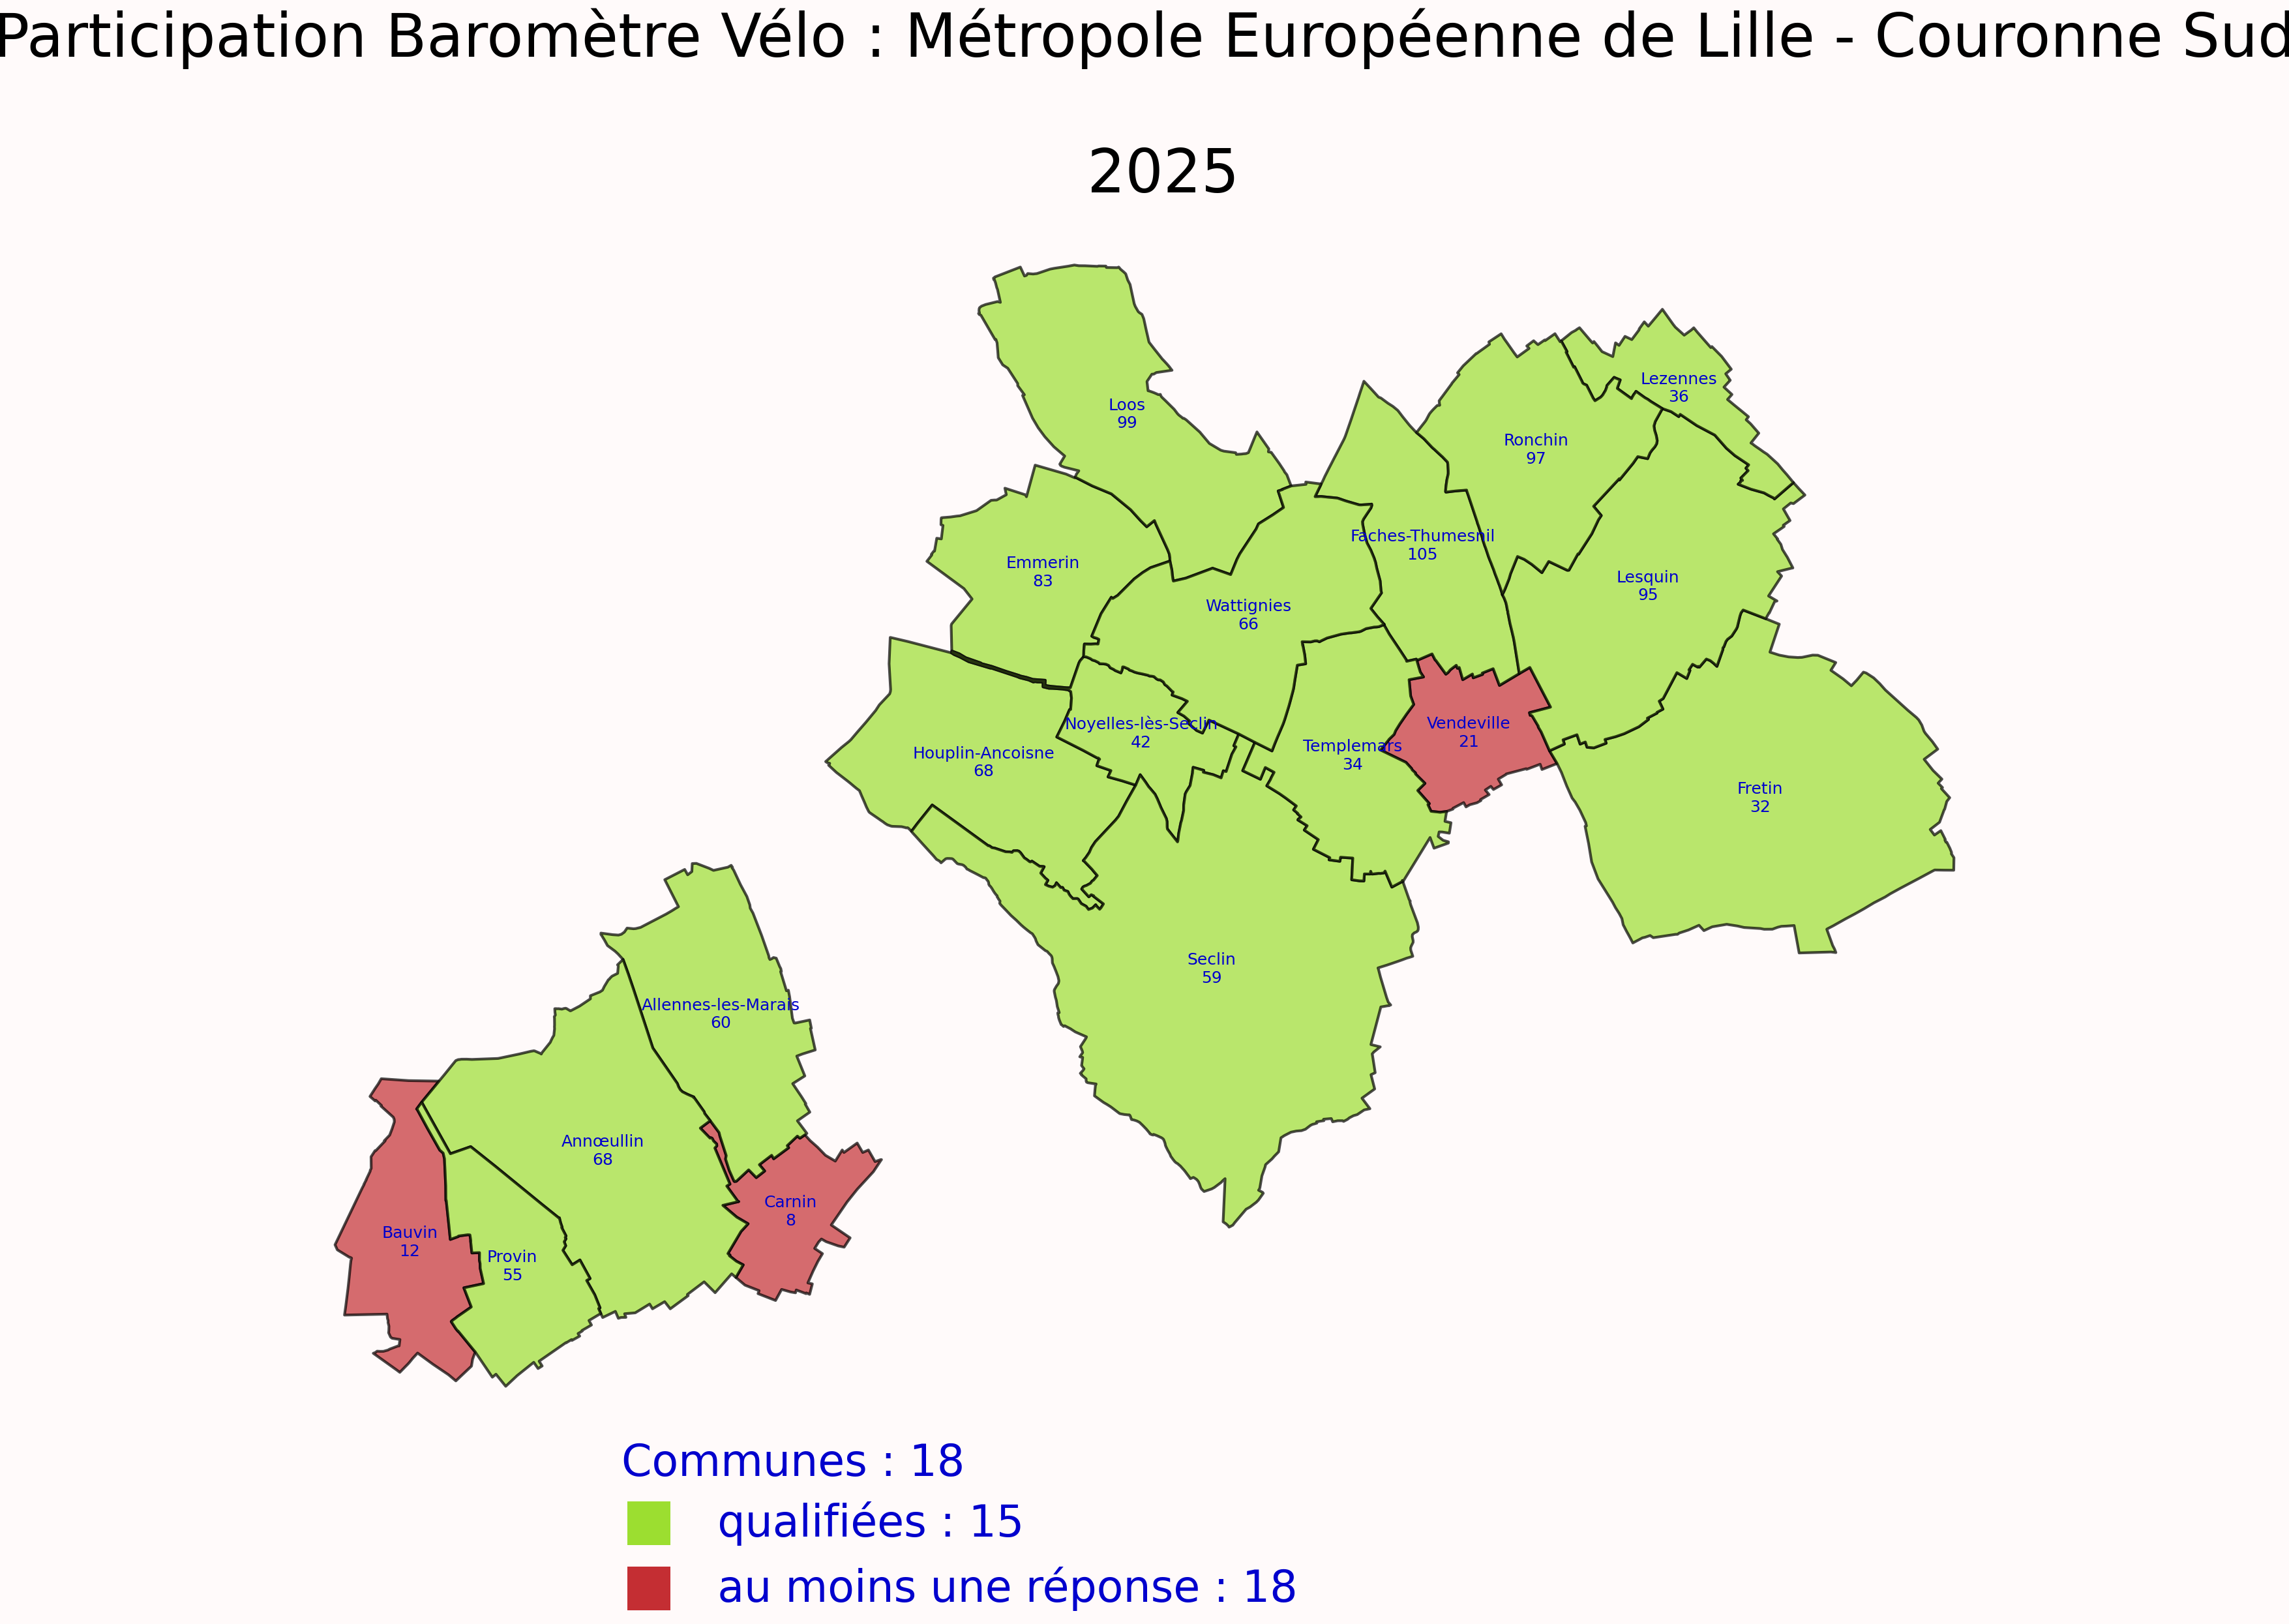 Participation Baromètre Vélo : Métropole Européenne de Lille - Couronne Sud
2025
Loos
99
Lezennes
36
Ronchin
97
Faches-Thumesnil
105
Emmerin
83
Lesquin
95
Wattignies
66
Noyelles-lès-Seclin
42
Vendeville
21
Templemars
34
Houplin-Ancoisne
68
Fretin
32
Seclin
59
Allennes-les-Marais
60
Annœullin
68
Carnin
8
Bauvin
12
Provin
55
Communes : 18
qualifiées : 15
au moins une réponse : 18